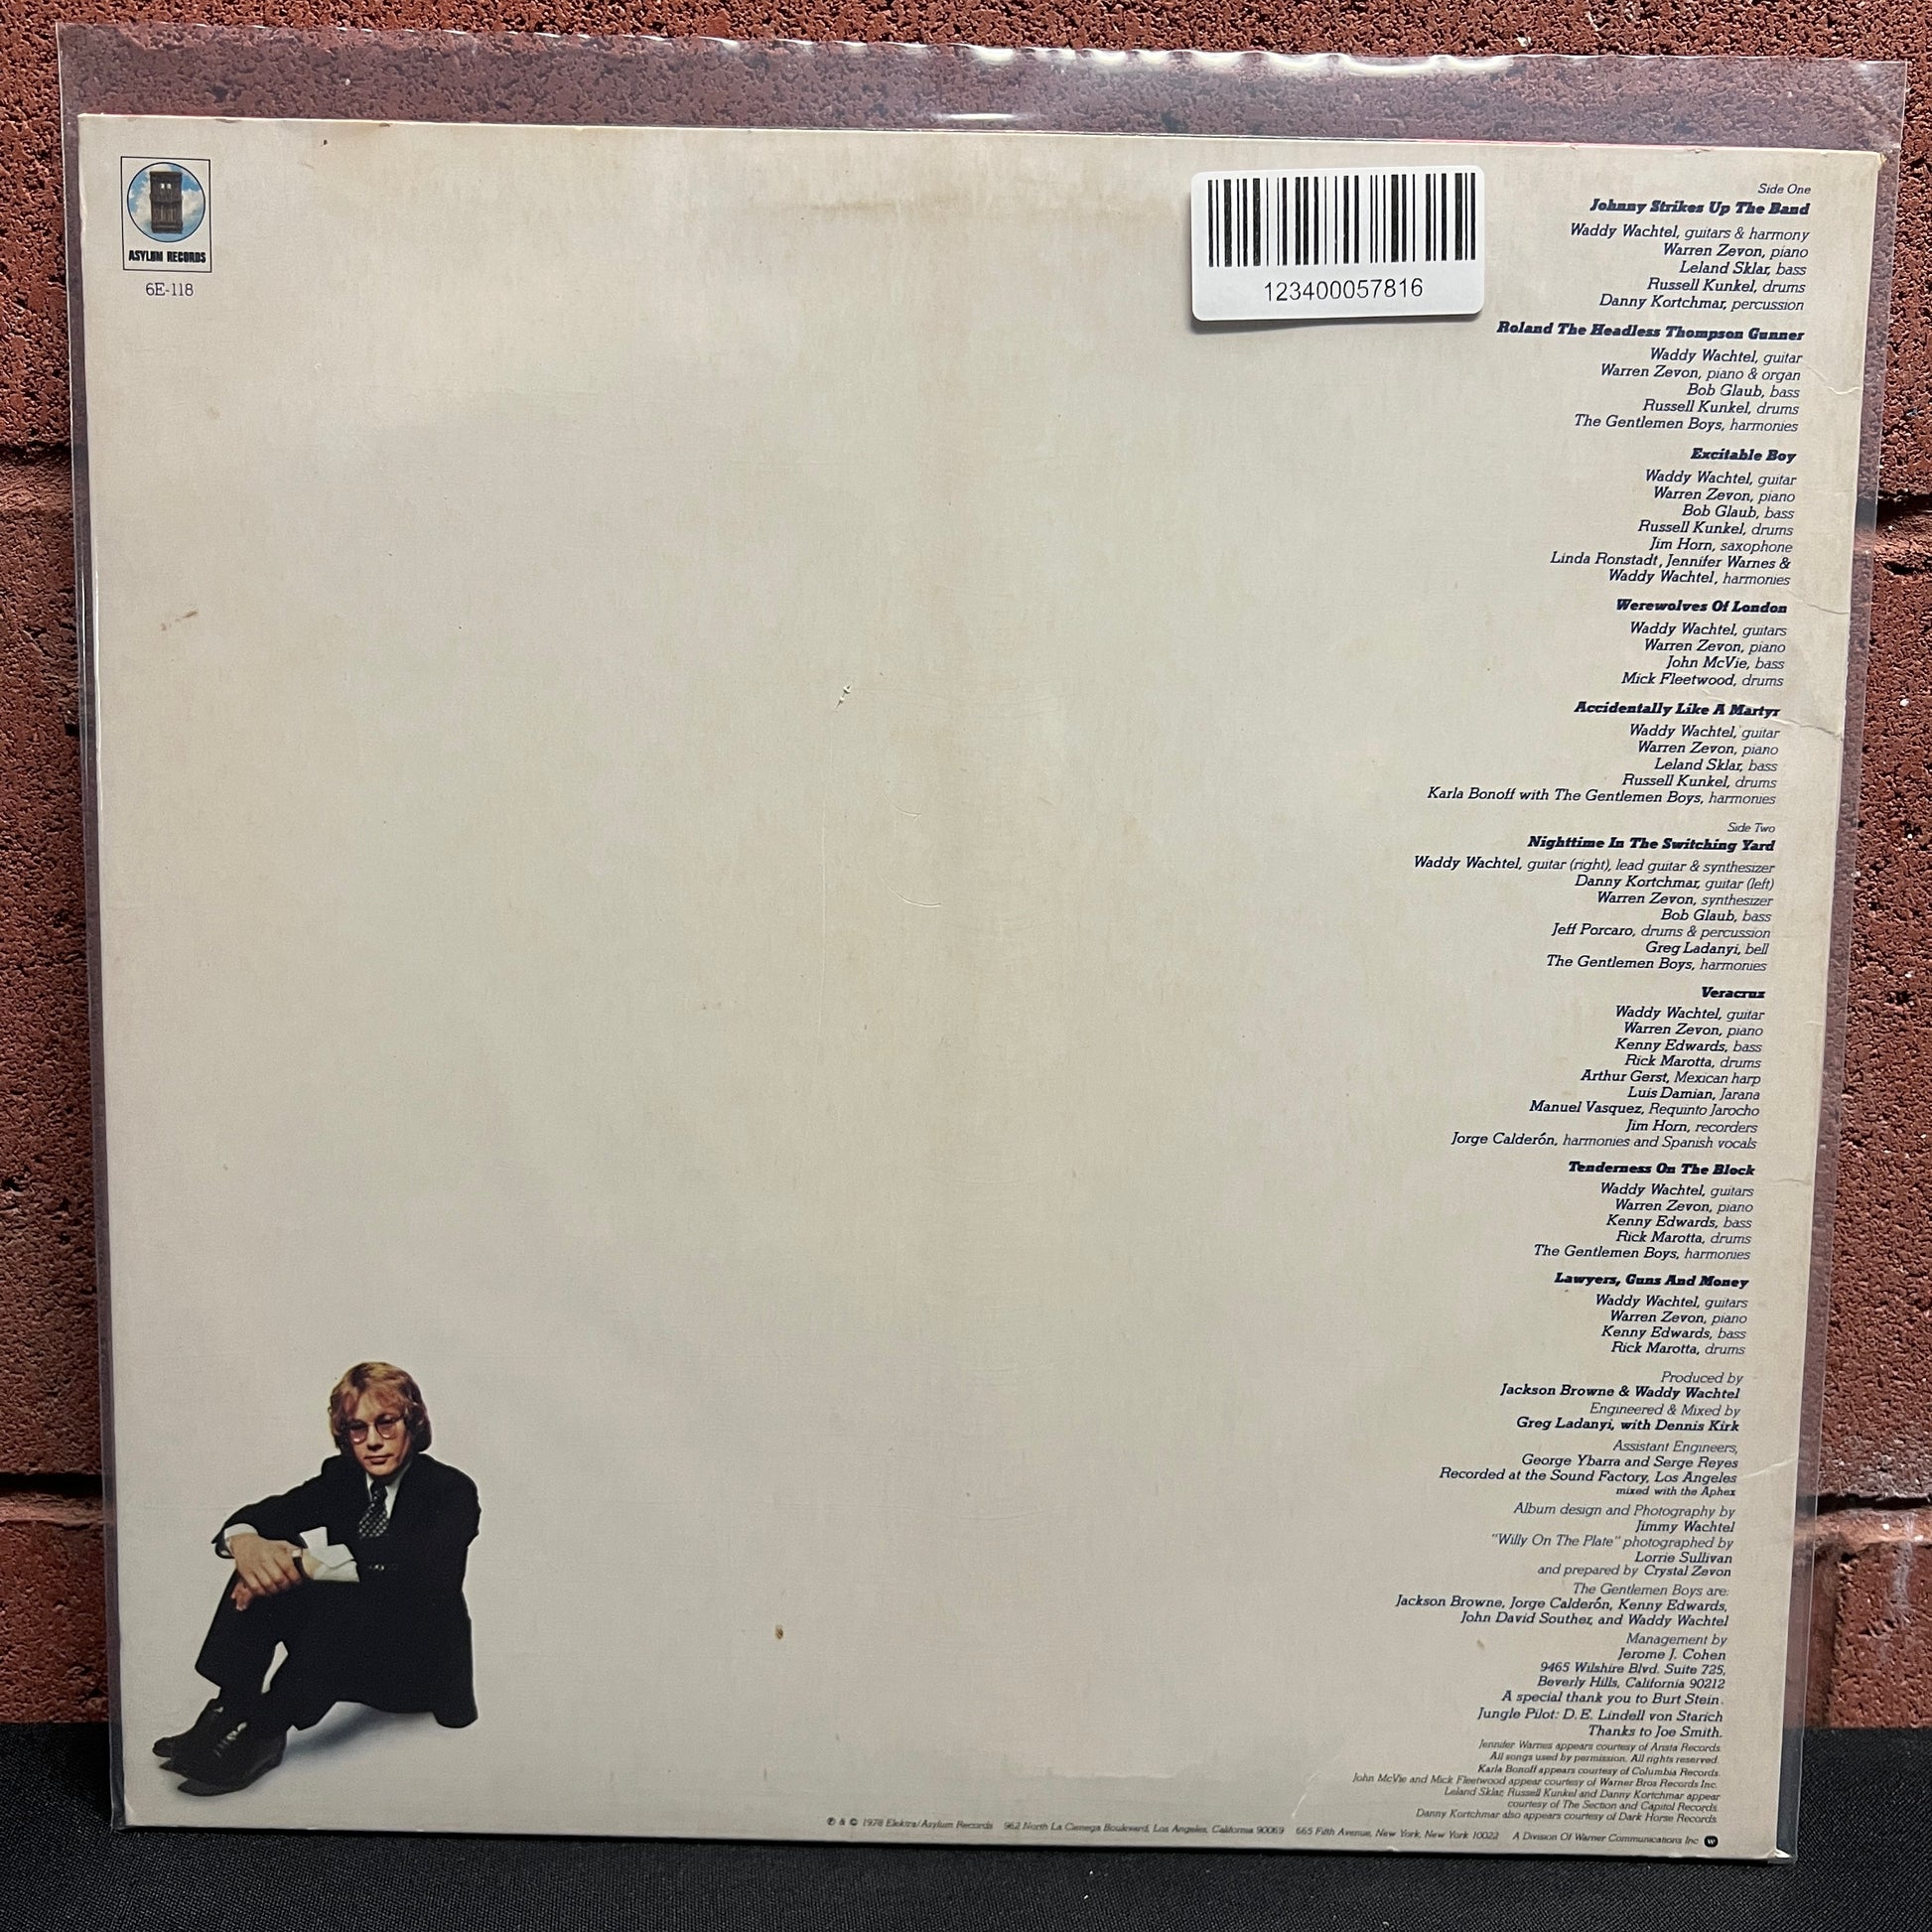 ASYLUM RECORDS
6E-118
123400057816
Side One
Johnny Strikes Up The Band
Waddy Wachtel, guitars & harmony
Warren Zevon, piano
Leland Sklar, bass
Russell Kunkel, drums
Danny Kortchmar, percussion
Roland The Headless Thompson Gunner
Waddy Wachtel, guitar
Warren Zevon, piano & organ
Bob Glaub, bass
Russell Kunkel, drums
The Gentlemen Boys, harmonies
Excitable Boy
Waddy Wachtel, guitar
Warren Zevon, piano
Bob Glaub, bass
Russell Kunkel, drums
Jim Horn, saxophone
Linda Ronstadt, Jennifer Warnes &
Waddy Wachtel, harmonies
Werewolves Of London
Waddy Wachtel, guitars
Warren Zevon, piano
John McVie, bass
Mick Fleetwood, drums
Accidentally Like A Martyr
Waddy Wachtel, guitar
Warren Zevon, piano
Leland Sklar, bass
Russell Kunkel, drums
Karla Bonoff with The Gentlemen Boys, harmonies
Side Two
Nighttime In The Switching Yard
Waddy Wachtel, guitar (right), lead guitar & synthesizer
Danny Kortchmar, guitar (left)
Warren Zevon, synthesizer
Bob Glaub, bass
Jeff Porcaro, drums & percussion
Greg Ladanyi, bell
The Gentlemen Boys, harmonies
Veracruz
Waddy Wachtel, guitar
Warren Zevon, piano
Kenny Edwards, bass
Rick Marotta, drums
Arthur Gerst, Mexican harp
Luis Damian, Jarana
Manuel Vasquez, Requinto Jarocho
Jim Horn, recorders
Jorge Calderón, harmonies and Spanish vocals
Tenderness On The Block
Waddy Wachtel, guitars
Warren Zevon, piano
Kenny Edwards, bass
Rick Marotta, drums
The Gentlemen Boys, harmonies
Lawyers, Guns And Money
Waddy Wachtel, guitars
Warren Zevon, piano
Kenny Edwards, bass
Rick Marotta, drums
Produced by
Jackson Browne & Waddy Wachtel
Engineered & Mixed by
Greg Ladanyi, with Dennis Kirk
Assistant Engineers,
George Ybarra and Serge Reyes
Recorded at the Sound Factory, Los Angeles
mixed with the Aphex
Album design and Photography by
Jimmy Wachtel
"Willy On The Plate" photographed by
Lorrie Sullivan
and prepared by Crystal Zevon
The Gentlemen Boys are:
Jackson Browne, Jorge Calderón, Kenny Edwards,
John David Souther, and Waddy Wachtel
Management by
Jerome J. Cohen
9465 Wilshire Blvd. Suite 725,
Beverly Hills, California 90212
A special thank you to Burt Stein.
Jungle Pilot: D.E. Lindell von Starich
Thanks to Joe Smith.
Jennifer Warnes appears courtesy of Arista Records.
All songs used by permission. All rights reserved.
Karla Bonoff appears courtesy of Columbia Records.
John McVie and Mick Fleetwood appear courtesy of Warner Bros Records Inc.
Leland Sklar, Russell Kunkel and Danny Kortchmar appear
courtesy of The Section and Capitol Records.
Danny Kortchmar also appears courtesy of Dark Horse Records.
℗ & © 1978 Elektra/Asylum Records 962 North La Cienega Boulevard, Los Angeles, California 90069 665 Fifth Avenue, New York, New York 10022 A Division Of Warner Communications Inc